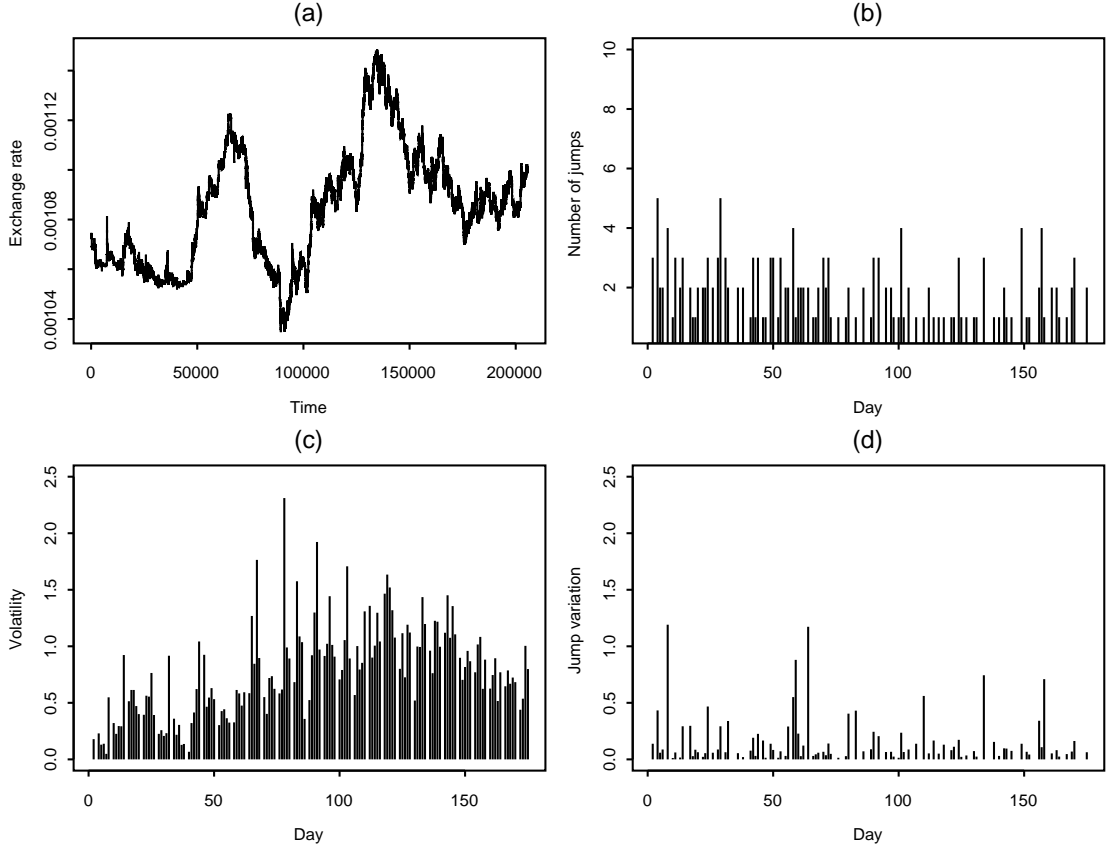 (a)
Exchange rate
0.00104 0.00108 0.00112
0 50000 100000 150000 200000
Time
(b)
Number of jumps
2 4 6 8 10
0 50 100 150
Day
(c)
Volatility
0.0 0.5 1.0 1.5 2.0 2.5
0 50 100 150
Day
(d)
Jump variation
0.0 0.5 1.0 1.5 2.0 2.5
0 50 100 150
Day